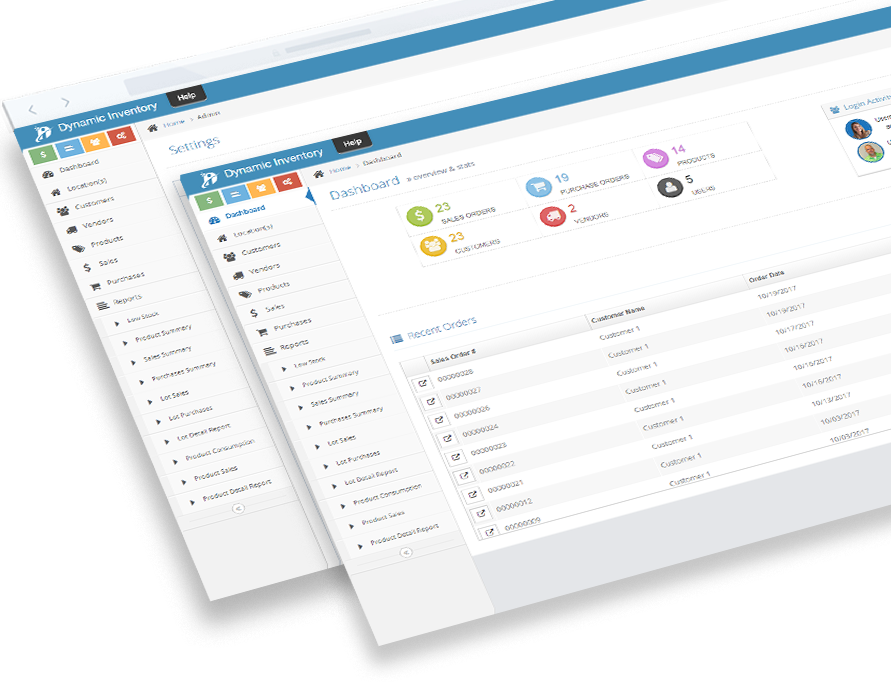 Dynamic Inventory
Help
Home > Admin
Settings
Dashboard
Location(s)
Customers
Vendors
Products
Sales
Purchases
Reports
Low Stock
Product Summary
Sales Summary
Purchases Summary
Lot Sales
Lot Purchases
Lot Detail Report
Product Consumption
Product Sales
Product Detail Report
Dynamic Inventory
Help
Home > Dashboard
Dashboard » overview & stats
Dashboard
Location(s)
Customers
Vendors
Products
Sales
Purchases
Reports
Low Stock
Product Summary
Sales Summary
Purchases Summary
Lot Sales
Lot Purchases
Lot Detail Report
Product Consumption
Product Sales
Product Detail Report
23 SALES ORDERS
19 PURCHASE ORDERS
14 PRODUCTS
23 CUSTOMERS
2 VENDORS
5 USERS
Login
Recent Orders
Sales Order # Customer Name Order Date
00000028 Customer 1 10/19/2017
00000027 Customer 1 10/19/2017
00000026 Customer 1 10/17/2017
00000024 Customer 1 10/16/2017
00000023 Customer 1 10/16/2017
00000022 Customer 1 10/16/2017
00000021 Customer 1 10/13/2017
00000012 Customer 1 10/03/2017
00000009 Customer 1 10/03/2017